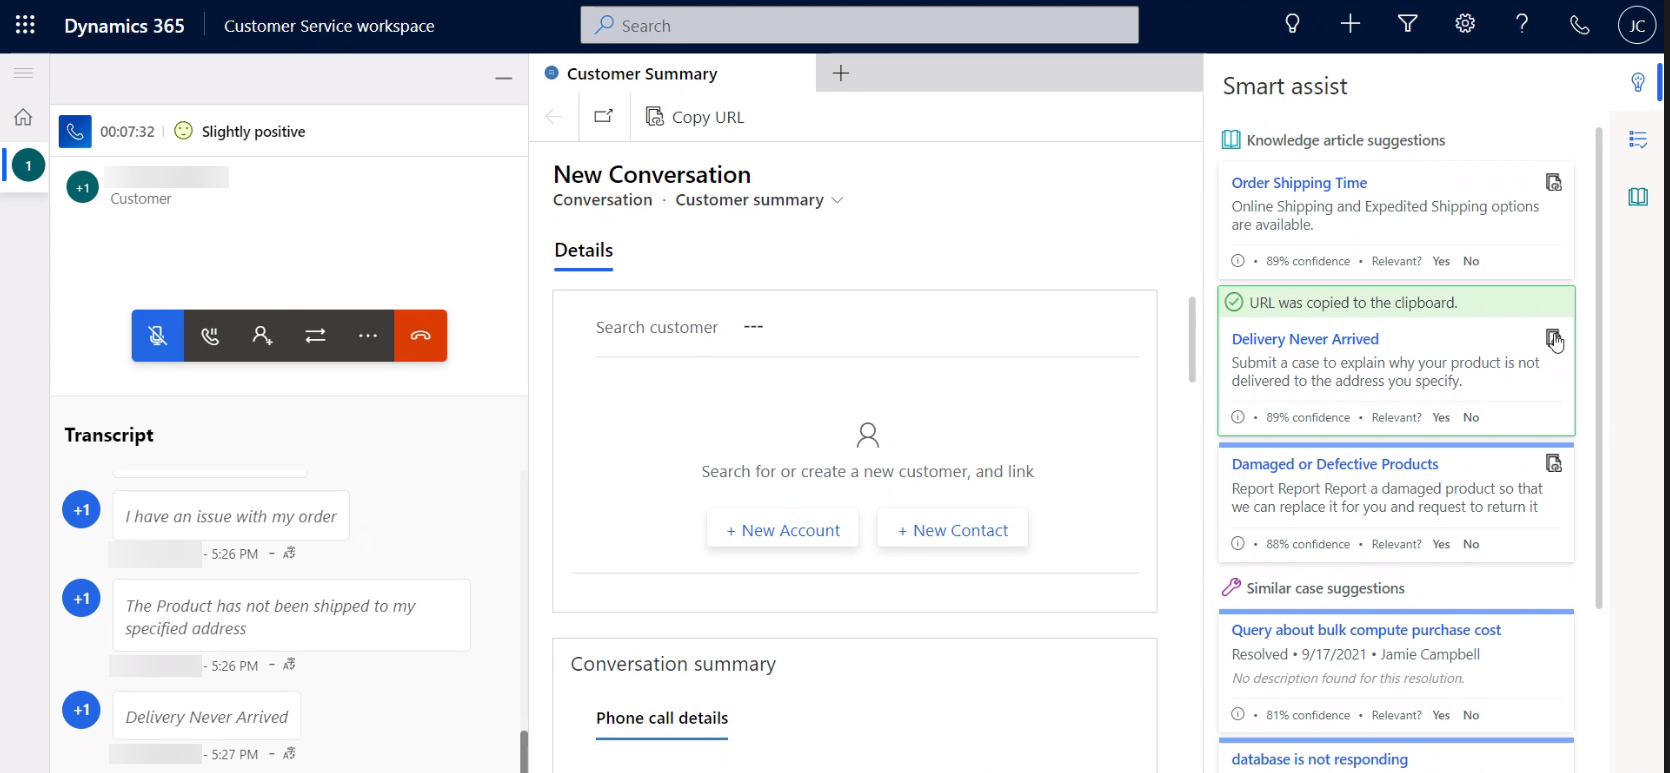 Dynamics 365
Customer Service workspace
Search
JC
1
00:07:32
Slightly positive
+1
Customer
Transcript
+1
I have an issue with my order
- 5:26 PM -
+1
The Product has not been shipped to my
specified address
- 5:26 PM -
+1
Delivery Never Arrived
- 5:27 PM -
Customer Summary
Copy URL
New Conversation
Conversation · Customer summary
Details
Search customer ---
Search for or create a new customer, and link
+ New Account
+ New Contact
Conversation summary
Phone call details
Smart assist
Knowledge article suggestions
Order Shipping Time
Online Shipping and Expedited Shipping options
are available.
• 89% confidence • Relevant? Yes No
URL was copied to the clipboard.
Delivery Never Arrived
Submit a case to explain why your product is not
delivered to the address you specify.
• 89% confidence • Relevant? Yes No
Damaged or Defective Products
Report Report Report a damaged product so that
we can replace it for you and request to return it
• 88% confidence • Relevant? Yes No
Similar case suggestions
Query about bulk compute purchase cost
Resolved • 9/17/2021 • Jamie Campbell
No description found for this resolution.
• 81% confidence • Relevant? Yes No
database is not responding